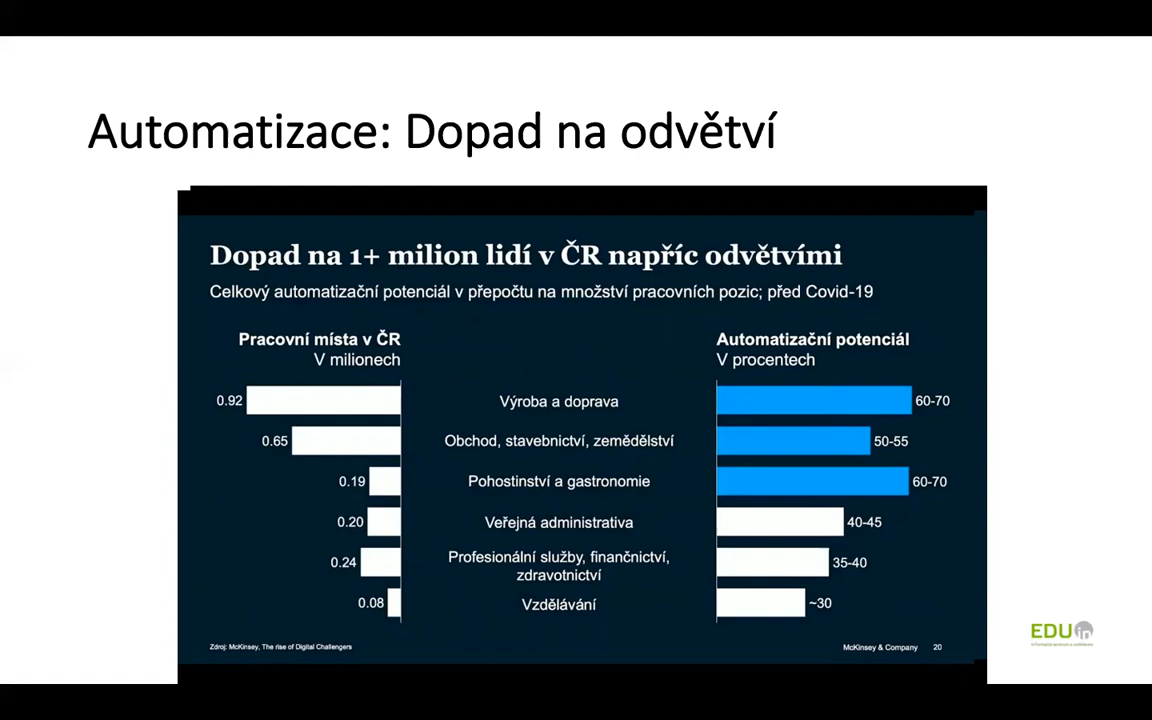 Automatizace: Dopad na odvětví
Dopad na 1+ milion lidí v ČR napříc odvětvími
Celkový automatizační potenciál v přepočtu na množství pracovních pozic; před Covid-19
Pracovní místa v ČR
V milionech
Automatizační potenciál
V procentech
0.92 Výroba a doprava 60-70
0.65 Obchod, stavebnictví, zemědělství 50-55
0.19 Pohostinství a gastronomie 60-70
0.20 Veřejná administrativa 40-45
0.24 Profesionální služby, finančnictví, 35-40
zdravotnictví
0.08 Vzdělávání ~30
Zdroj: McKinsey, The rise of Digital Challengers
McKinsey & Company 20
EDUin